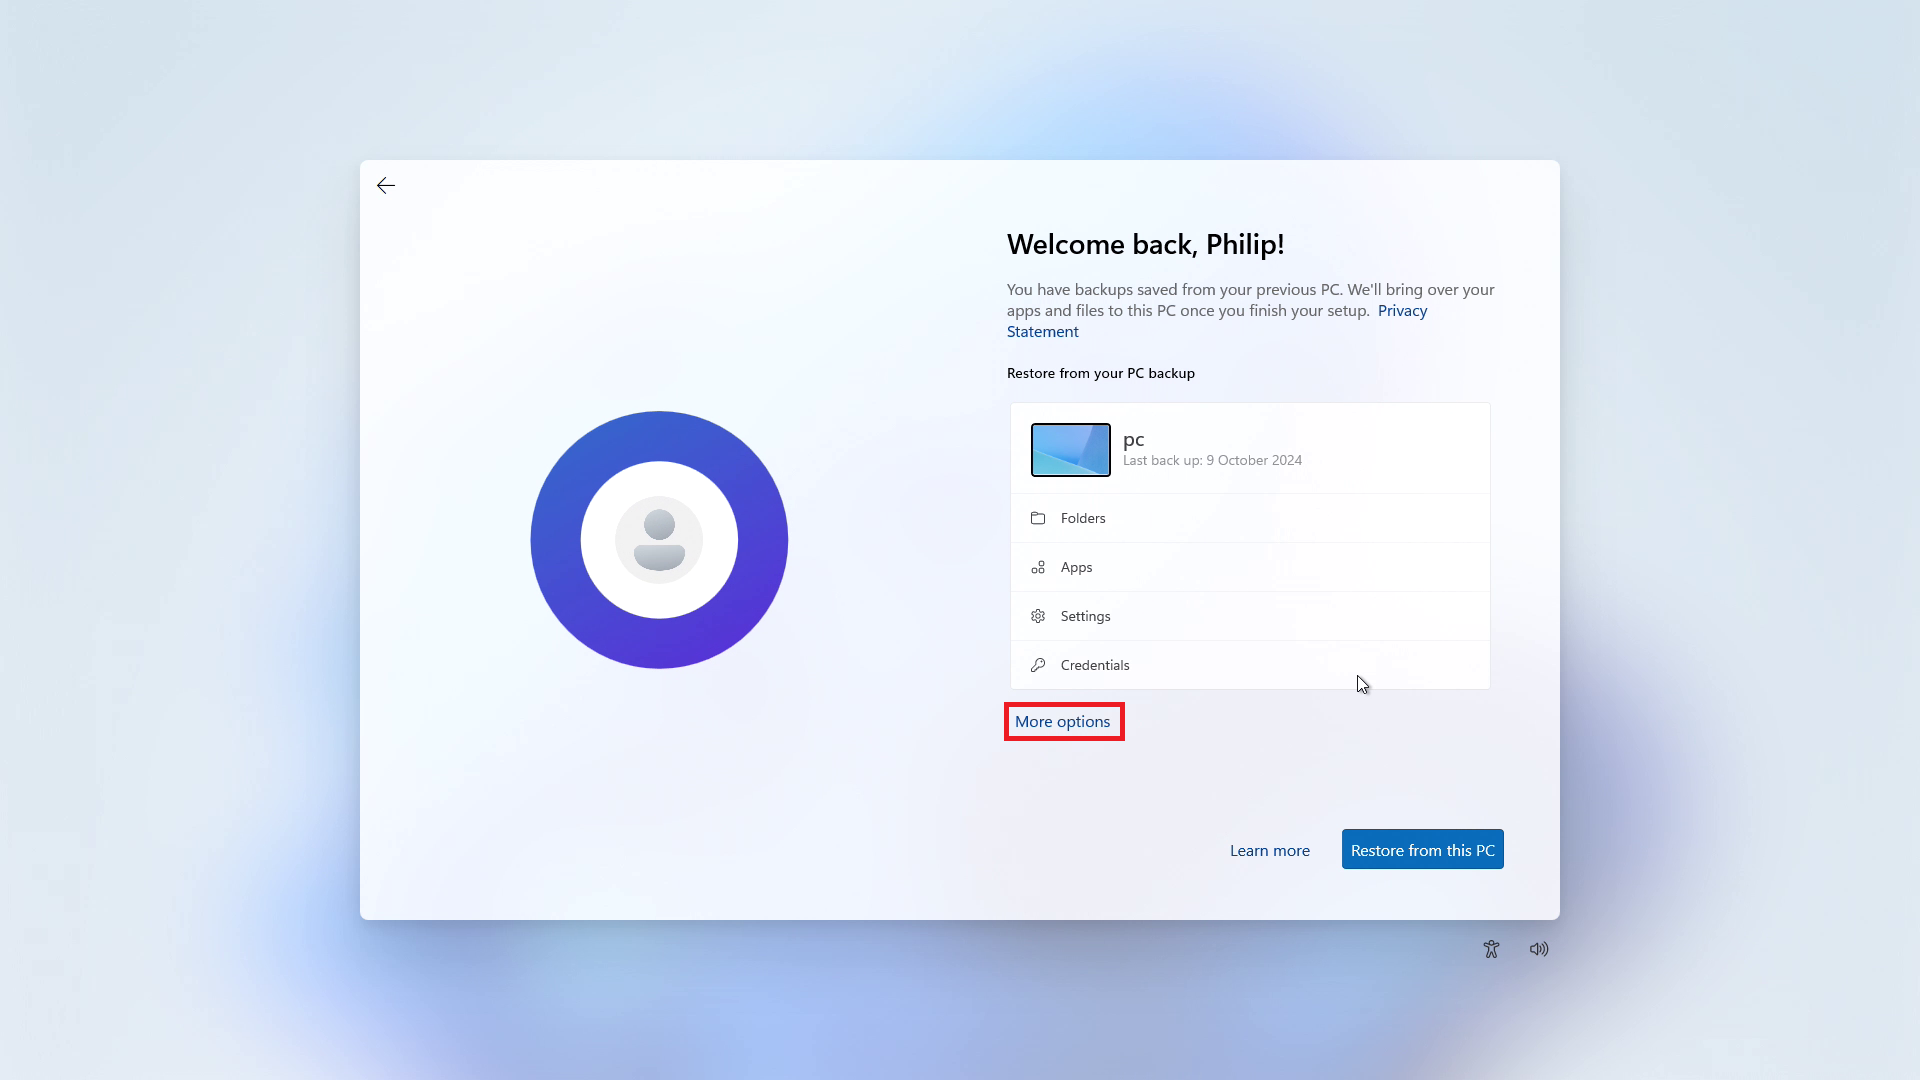 Welcome back, Philip!
You have backups saved from your previous PC. We'll bring over your
apps and files to this PC once you finish your setup. Privacy
Statement
Restore from your PC backup
pc
Last back up: 9 October 2024
Folders
Apps
Settings
Credentials
More options
Learn more
Restore from this PC